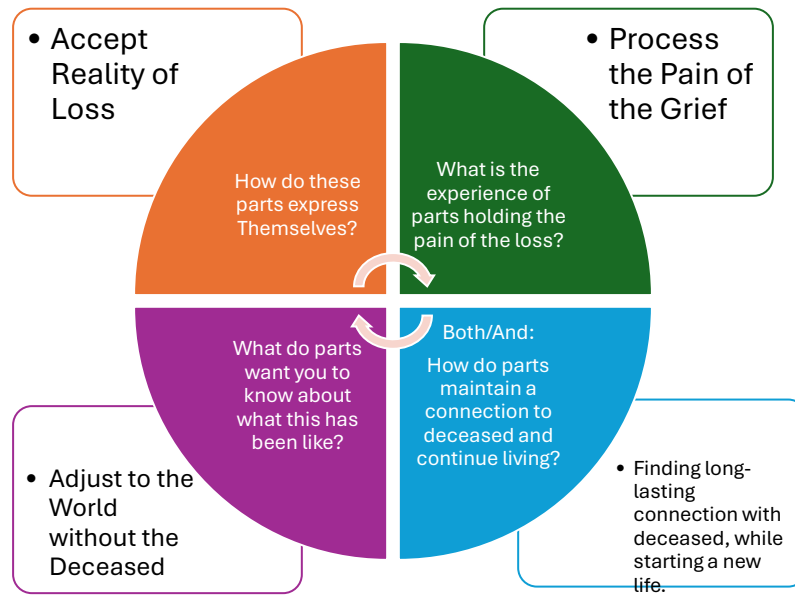 • Accept
Reality of
Loss
• Process
the Pain of
the Grief
How do these
parts express
Themselves?
What is the
experience of
parts holding the
pain of the loss?
What do parts
want you to
know about
what this has
been like?
Both/And:
How do parts
maintain a
connection to
deceased and
continue living?
• Adjust to the
World
without the
Deceased
• Finding long-
lasting
connection with
deceased, while
starting a new
life.